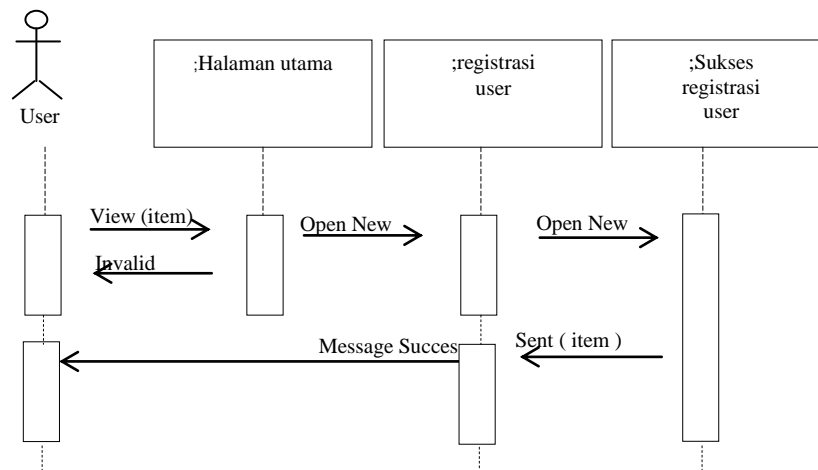 ;Halaman utama
;registrasi
user
;Sukses
registrasi
user
User
View (item)
Open New
Open New
Invalid
Message Succes
Sent ( item )